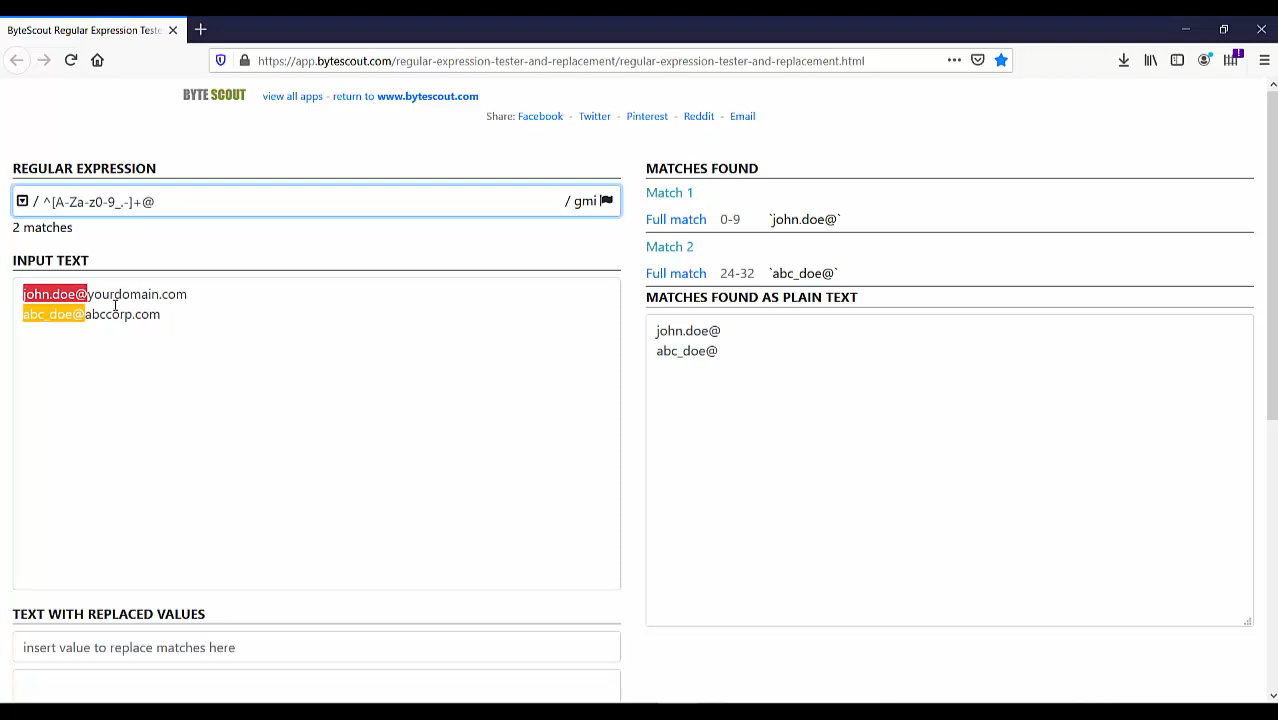 ByteScout Regular Expression Teste
https://app.bytescout.com/regular-expression-tester-and-replacement/regular-expression-tester-and-replacement.html
BYTE SCOUT view all apps - return to www.bytescout.com
Share: Facebook - Twitter - Pinterest - Reddit - Email
REGULAR EXPRESSION
/ ^[A-Za-z0-9_.-]+@ / gmi
2 matches
INPUT TEXT
john.doe@yourdomain.com
abc_doe@abccorp.com
TEXT WITH REPLACED VALUES
insert value to replace matches here
MATCHES FOUND
Match 1
Full match 0-9 `john.doe@`
Match 2
Full match 24-32 `abc_doe@`
MATCHES FOUND AS PLAIN TEXT
john.doe@
abc_doe@